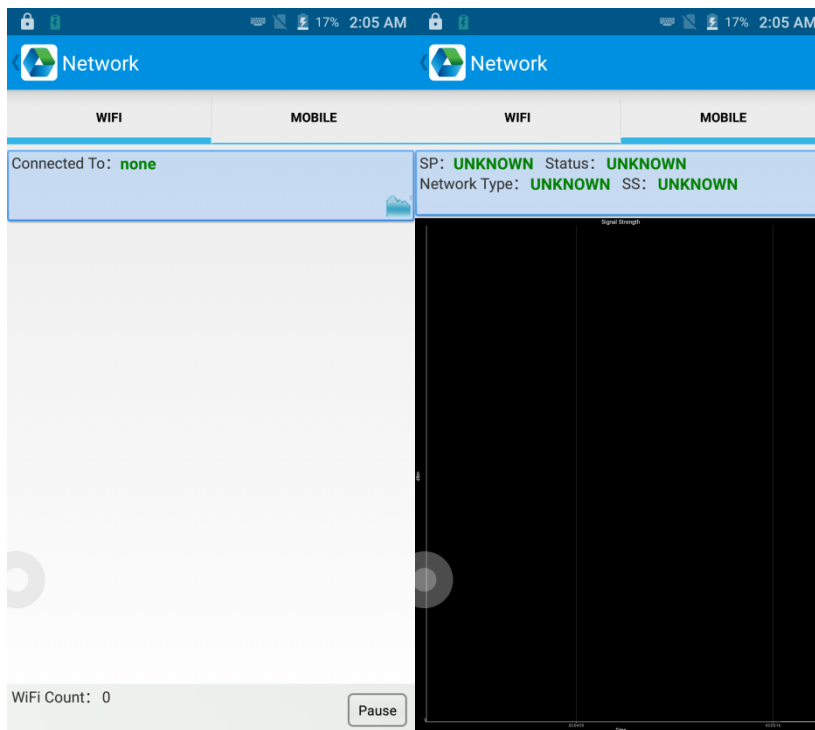 17% 2:05 AM
Network
WIFI MOBILE
Connected To: none
WiFi Count: 0
Pause
17% 2:05 AM
Network
WIFI MOBILE
SP: UNKNOWN Status: UNKNOWN
Network Type: UNKNOWN SS: UNKNOWN
Signal Strength
Time